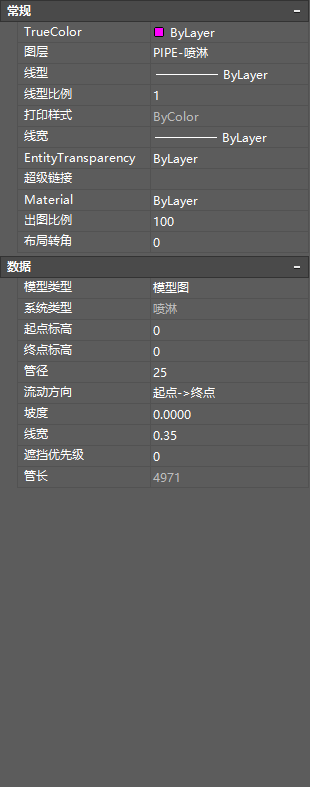 常规
TrueColor ByLayer
图层 PIPE-喷淋
线型 ByLayer
线型比例 1
打印样式 ByColor
线宽 ByLayer
EntityTransparency ByLayer
超级链接
Material ByLayer
出图比例 100
布局转角 0
数据
模型类型 模型图
系统类型 喷淋
起点标高 0
终点标高 0
管径 25
流动方向 起点->终点
坡度 0.0000
线宽 0.35
遮挡优先级 0
管长 4971